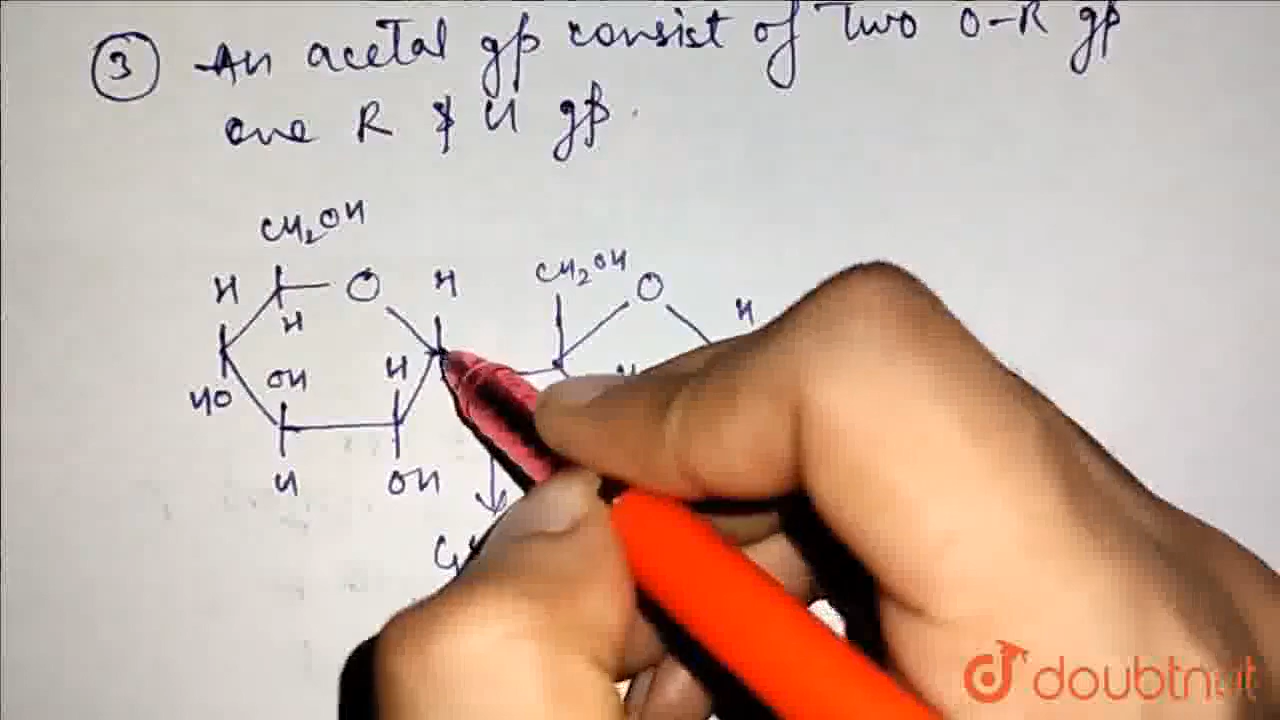 ③ An acetal gp consist of Two O-R gp
one R & H gp.
CH₂OH
H O H CH₂OH O H
H
HO OH H
H OH
doubtnut